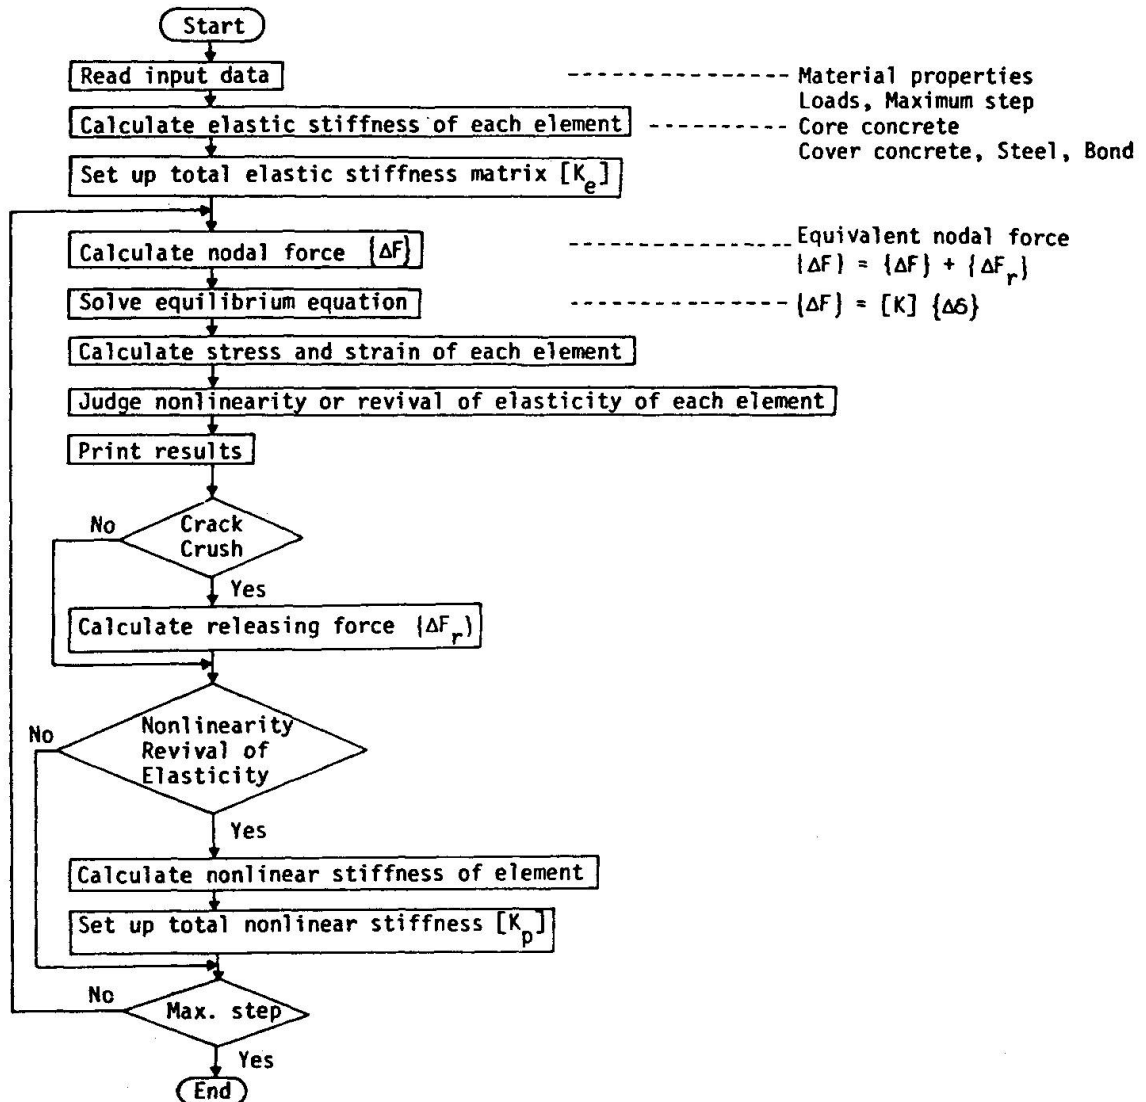 Start
Read input data
Material properties
Loads, Maximum step
Calculate elastic stiffness of each element
Core concrete
Cover concrete, Steel, Bond
Set up total elastic stiffness matrix [Ke]
Calculate nodal force {ΔF}
Equivalent nodal force
{ΔF} = {ΔF} + {ΔFr}
Solve equilibrium equation
{ΔF} = [K] {Δδ}
Calculate stress and strain of each element
Judge nonlinearity or revival of elasticity of each element
Print results
No
Crack
Crush
Yes
Calculate releasing force {ΔFr}
No
Nonlinearity
Revival of
Elasticity
Yes
Calculate nonlinear stiffness of element
Set up total nonlinear stiffness [Kp]
No
Max. step
Yes
End